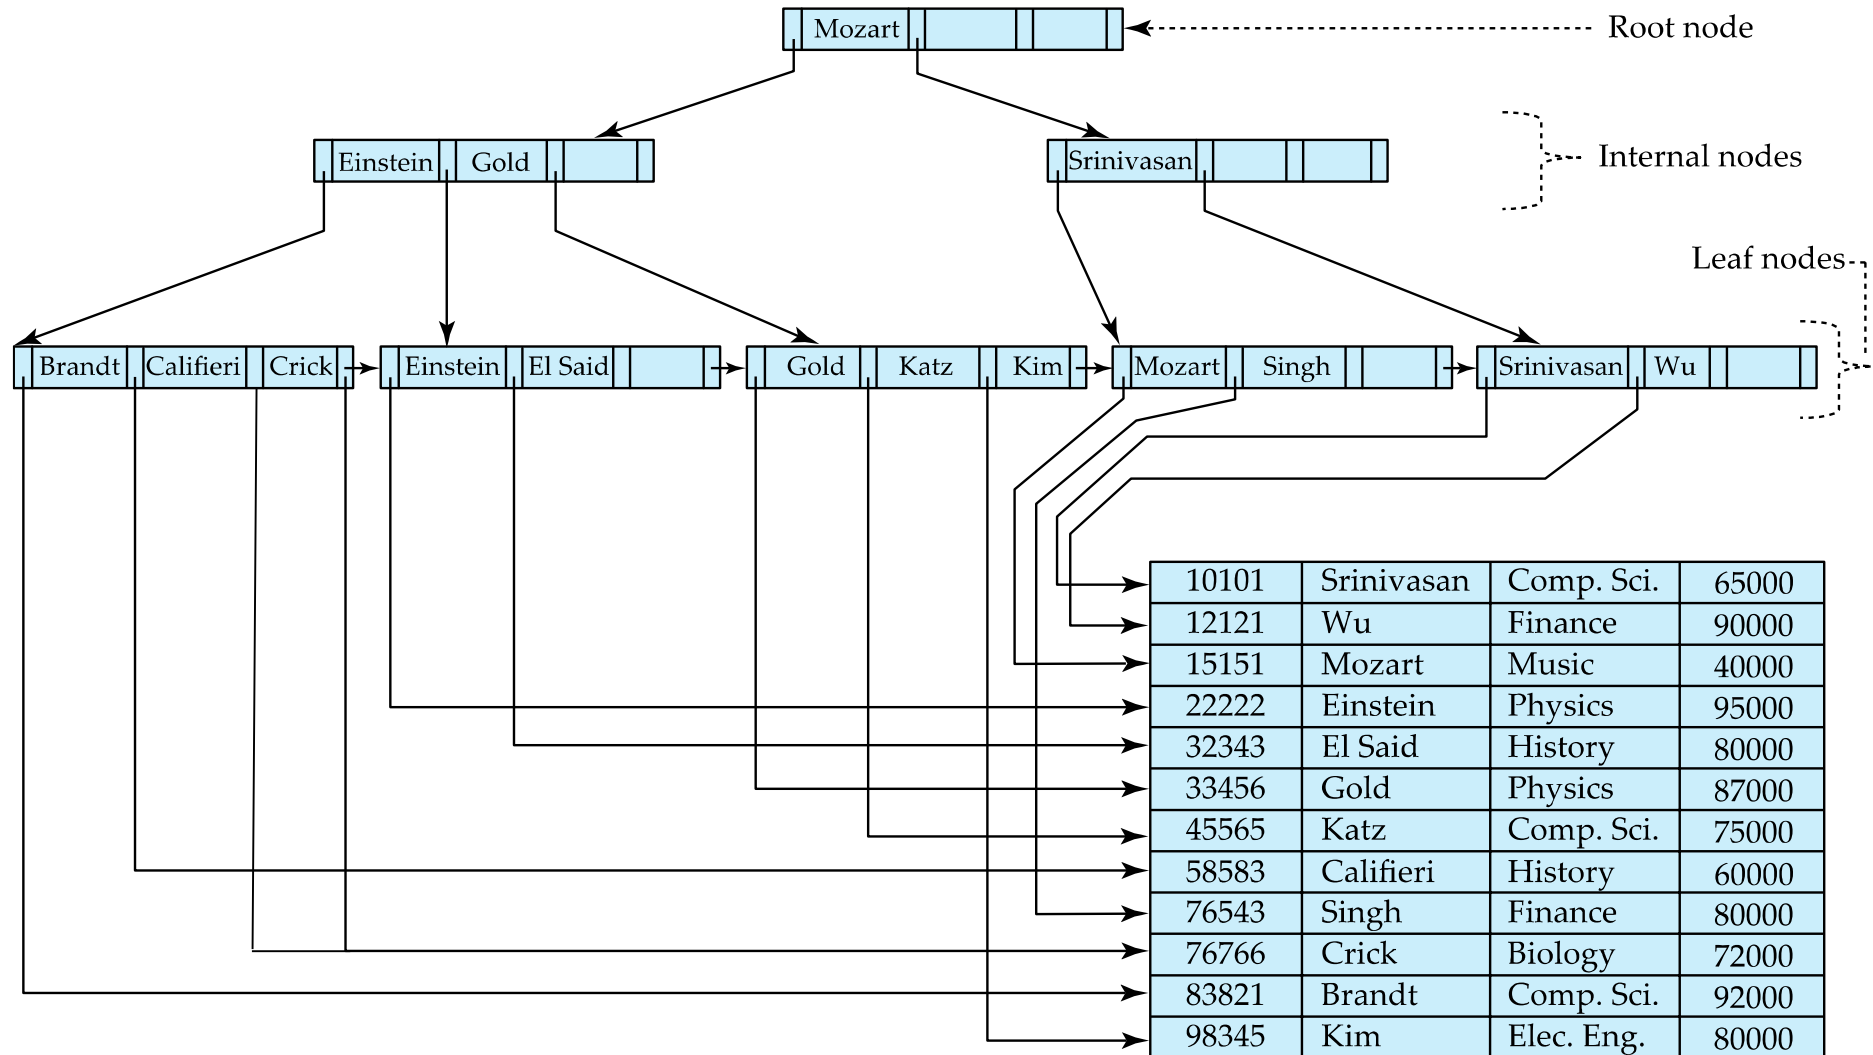 Mozart
Root node
Einstein Gold
Srinivasan
Internal nodes
Leaf nodes
Brandt Califieri Crick
Einstein El Said
Gold Katz Kim
Mozart Singh
Srinivasan Wu
10101 Srinivasan Comp. Sci. 65000
12121 Wu Finance 90000
15151 Mozart Music 40000
22222 Einstein Physics 95000
32343 El Said History 80000
33456 Gold Physics 87000
45565 Katz Comp. Sci. 75000
58583 Califieri History 60000
76543 Singh Finance 80000
76766 Crick Biology 72000
83821 Brandt Comp. Sci. 92000
98345 Kim Elec. Eng. 80000